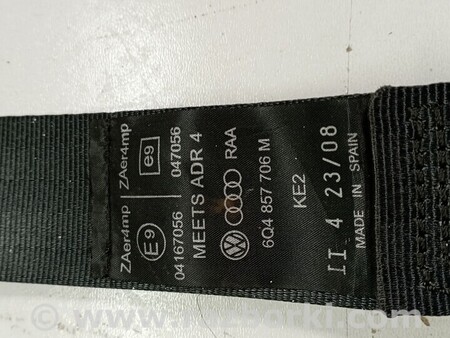 ZAer4mp ZAer4mp
E9 e9
04167056 047056
MEETS ADR 4
RAA
6Q4 857 706 M
KE2
II 4 23/08
MADE IN SPAIN